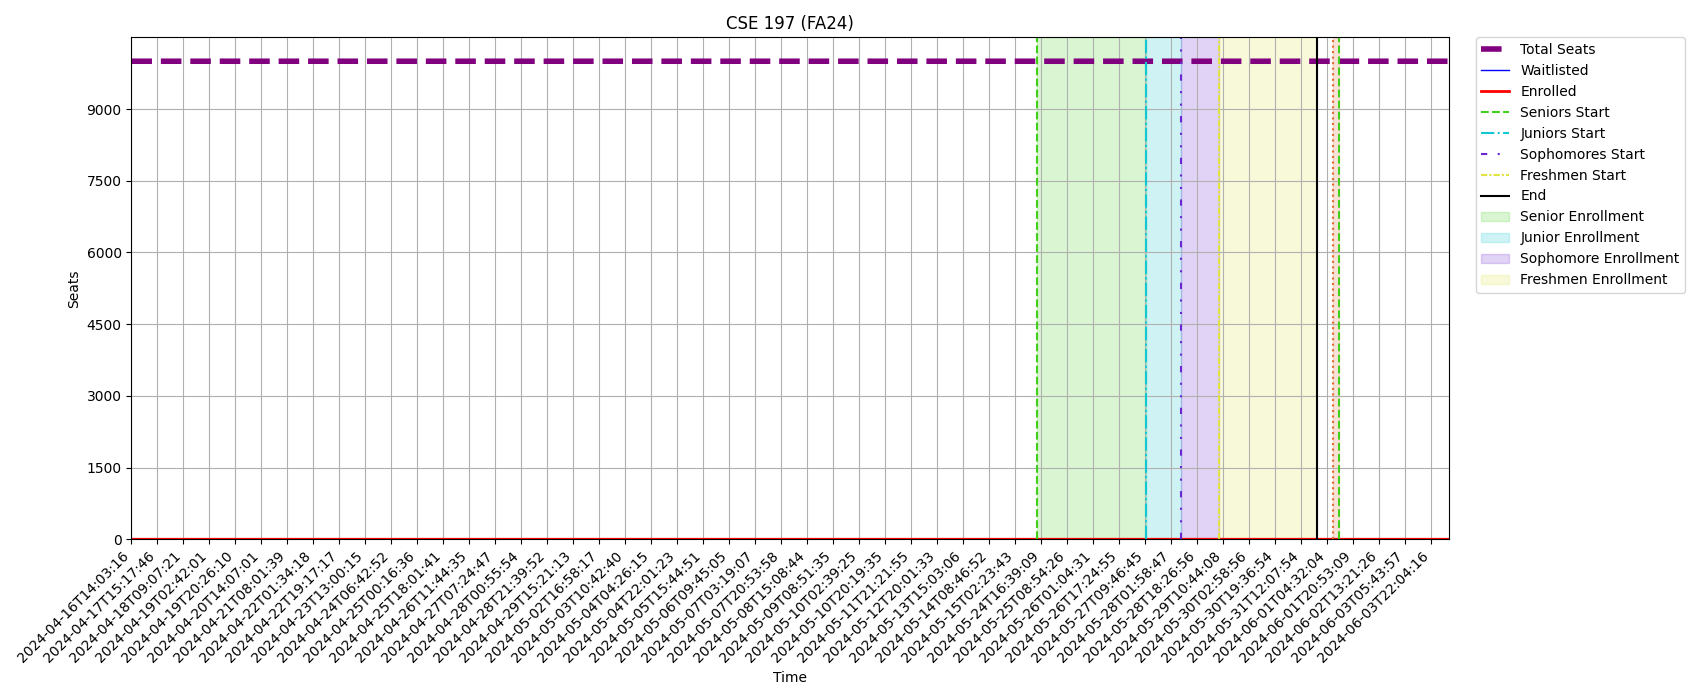 CSE 197 (FA24)
Total Seats
Waitlisted
Enrolled
Seniors Start
Juniors Start
Sophomores Start
Freshmen Start
End
Senior Enrollment
Junior Enrollment
Sophomore Enrollment
Freshmen Enrollment
Seats
9000
7500
6000
4500
3000
1500
0
2024-04-16T14:03:16
2024-04-17T15:17:46
2024-04-18T09:07:21
2024-04-19T02:42:01
2024-04-19T20:26:10
2024-04-20T14:07:01
2024-04-21T08:01:39
2024-04-22T01:34:18
2024-04-22T19:17:17
2024-04-23T13:00:15
2024-04-24T06:42:52
2024-04-25T00:16:36
2024-04-25T18:01:41
2024-04-26T11:44:35
2024-04-27T07:24:47
2024-04-28T00:55:54
2024-04-28T21:39:52
2024-04-29T15:21:13
2024-05-02T16:58:17
2024-05-03T10:42:40
2024-05-04T04:26:15
2024-05-04T22:01:23
2024-05-05T15:44:51
2024-05-06T09:45:05
2024-05-07T03:19:07
2024-05-07T20:53:58
2024-05-08T15:08:44
2024-05-09T08:51:35
2024-05-10T02:39:25
2024-05-10T20:19:35
2024-05-11T21:21:55
2024-05-12T20:01:33
2024-05-13T15:03:06
2024-05-14T08:46:52
2024-05-15T02:23:43
2024-05-24T16:39:09
2024-05-25T08:54:26
2024-05-26T01:04:31
2024-05-26T17:24:55
2024-05-27T09:46:45
2024-05-28T01:58:47
2024-05-28T18:26:56
2024-05-29T10:44:08
2024-05-30T02:58:56
2024-05-30T19:36:54
2024-05-31T12:07:54
2024-06-01T04:32:04
2024-06-01T20:53:09
2024-06-02T13:21:26
2024-06-03T05:43:57
2024-06-03T22:04:16
Time